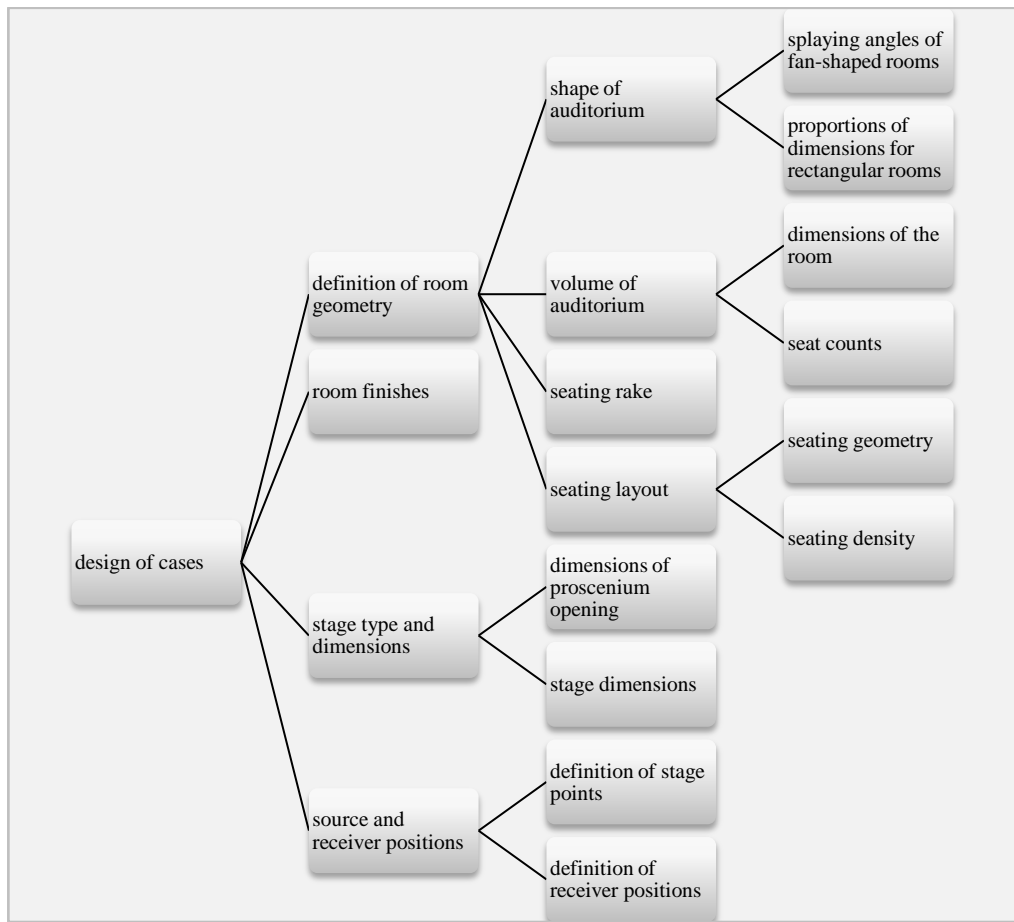 design of cases
definition of room
geometry
room finishes
stage type and
dimensions
source and
receiver positions
shape of
auditorium
volume of
auditorium
seating rake
seating layout
dimensions of
proscenium
opening
stage dimensions
definition of stage
points
definition of
receiver positions
splaying angles of
fan-shaped rooms
proportions of
dimensions for
rectangular rooms
dimensions of the
room
seat counts
seating geometry
seating density